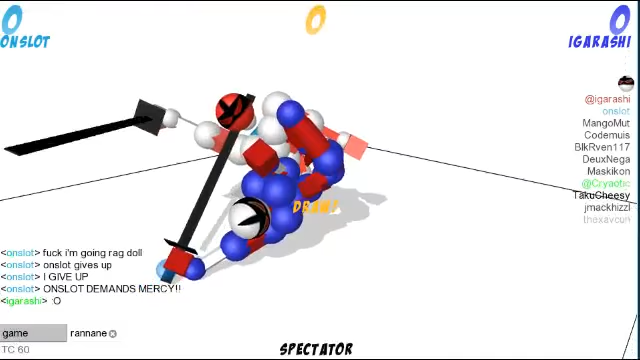 0
0
0
ONSLOT
IGARASHI
@igarashi
onslot
MangoMut
Codemuis
BlkRven117
DeuxNega
Maskikon
@Cryaotic
TakuCheesy
jmackhizzl
thexavcuri
DRAW!
<onslot> fuck i'm going rag doll
<onslot> onslot gives up
<onslot> I GIVE UP
<onslot> ONSLOT DEMANDS MERCY!!
<igarashi> :O
game rannane
TC 60
SPECTATOR